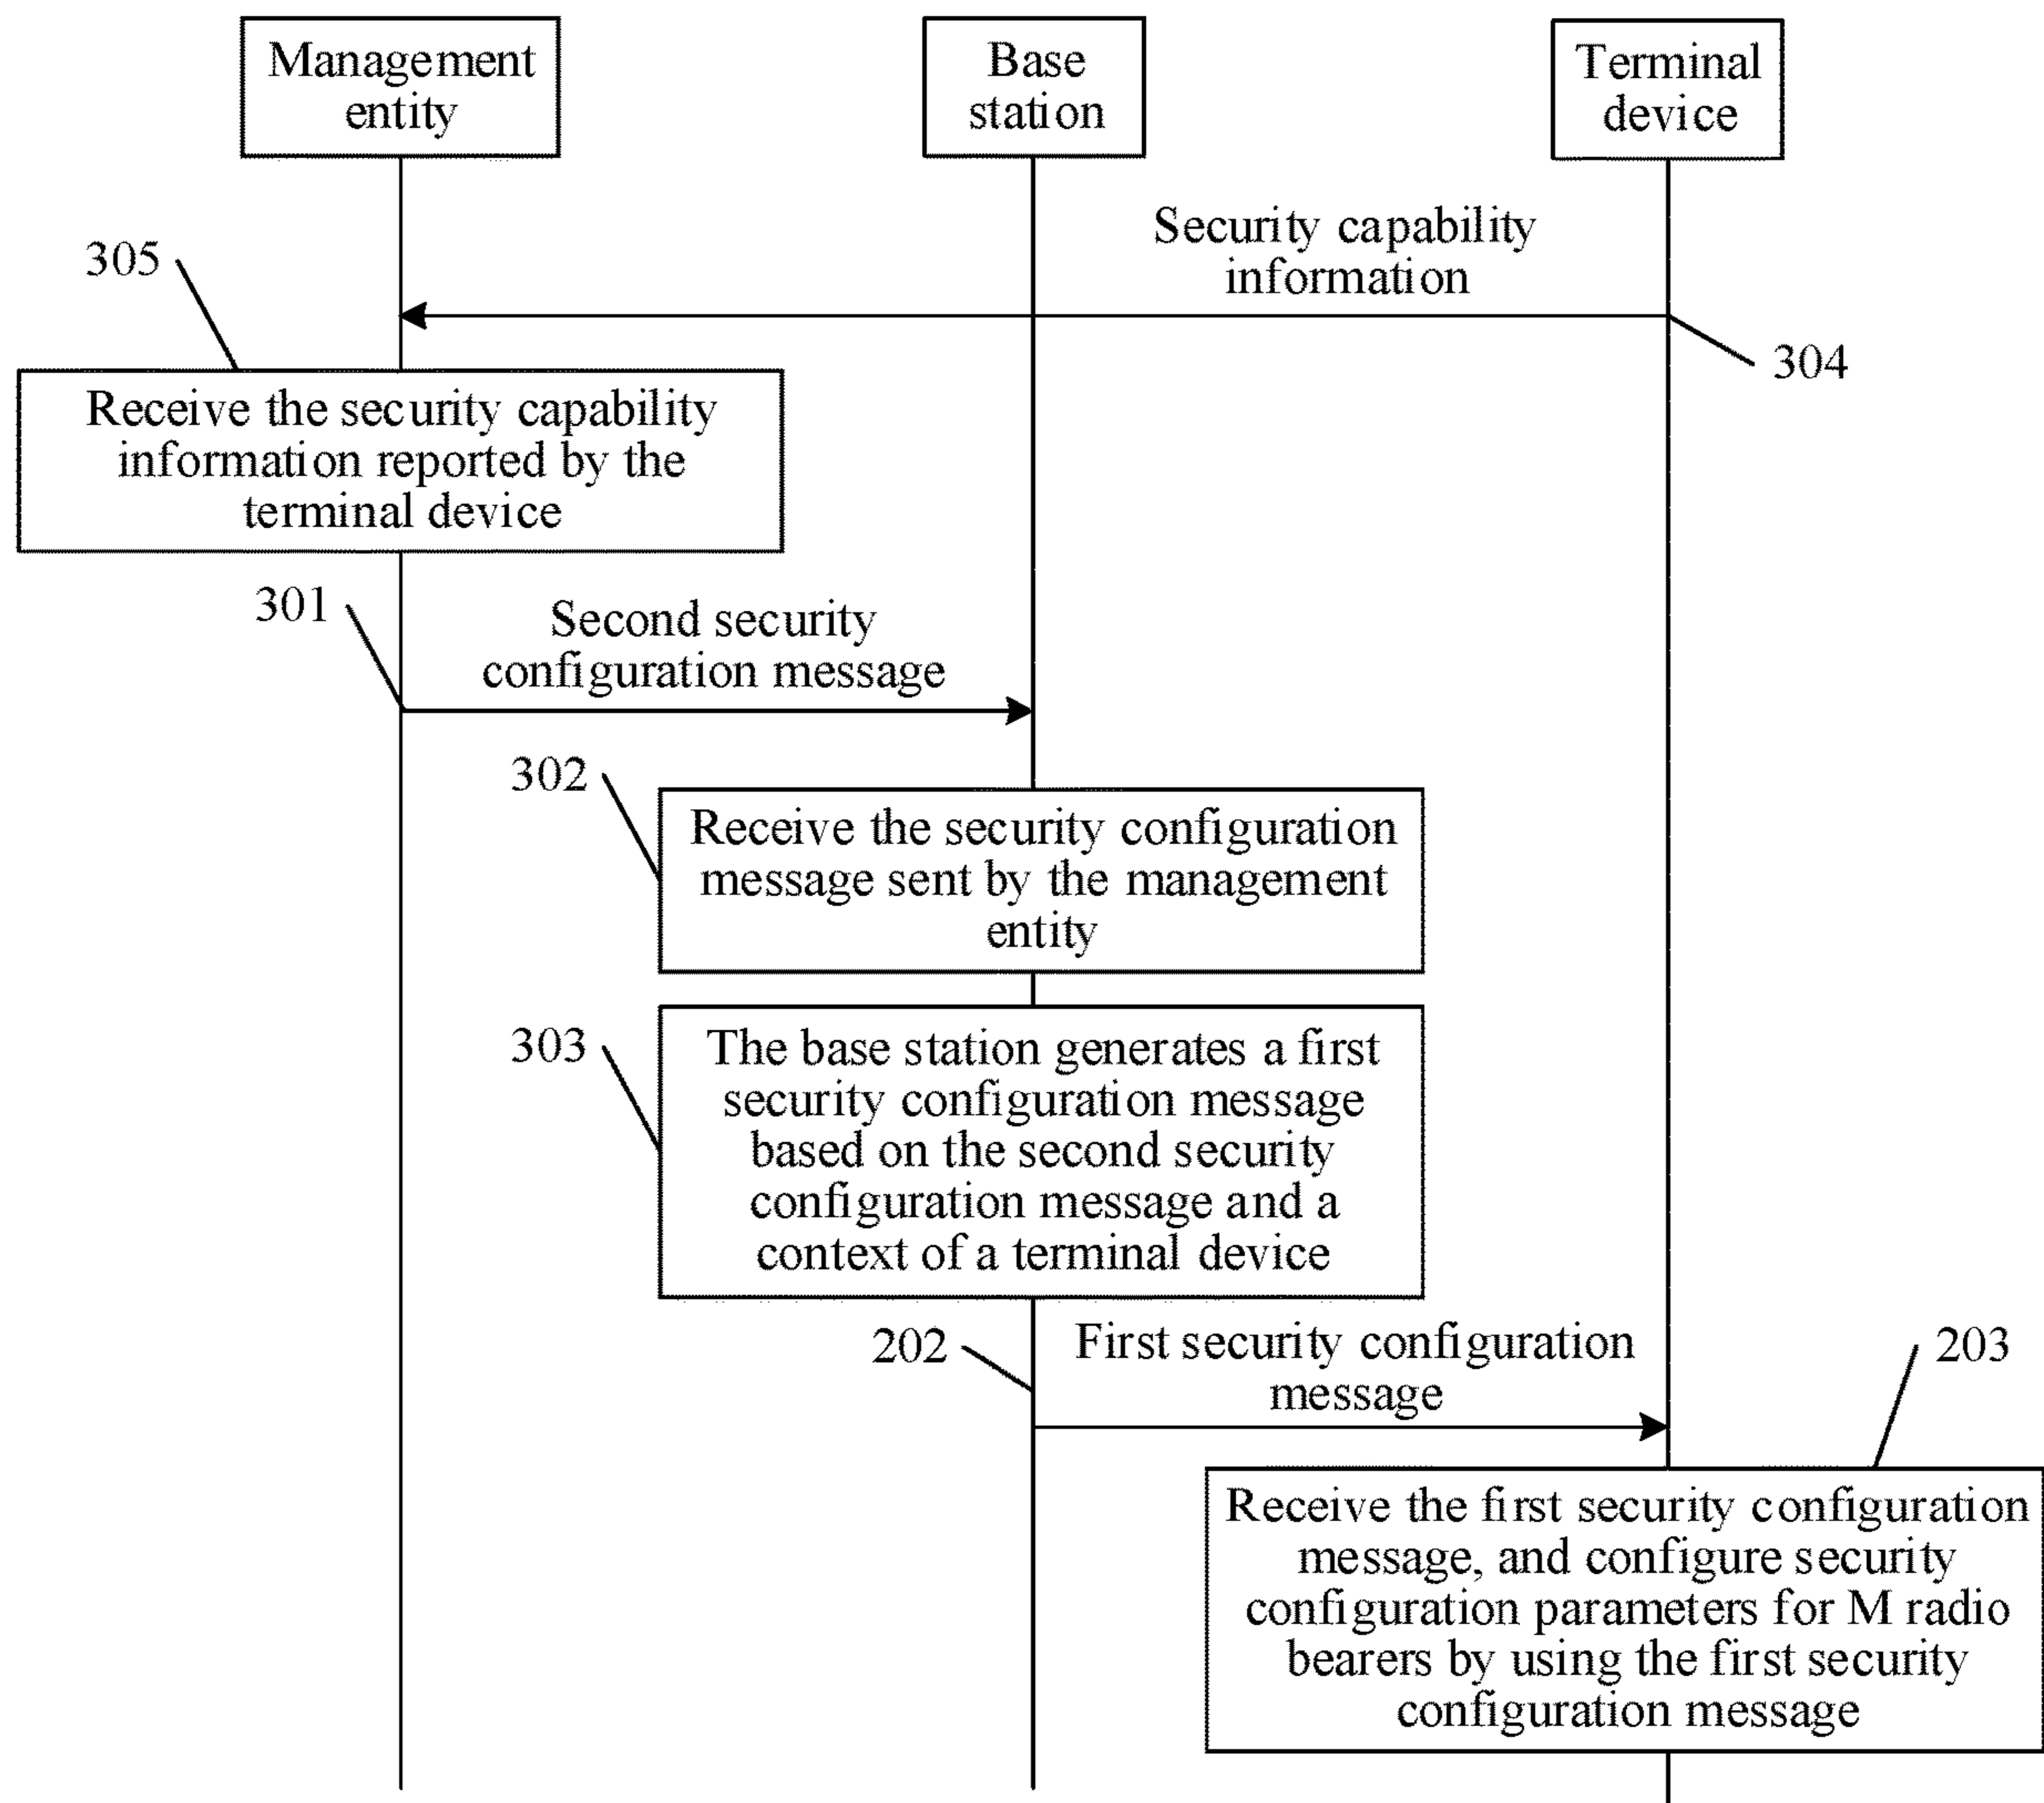 Management
entity
Base
station
Terminal
device
Security capability
information
305
304
Receive the security capability
information reported by the
terminal device
301
Second security
configuration message
302
Receive the security configuration
message sent by the management
entity
303
The base station generates a first
security configuration message
based on the second security
configuration message and a
context of a terminal device
202
First security configuration
message
203
Receive the first security configuration
message, and configure security
configuration parameters for M radio
bearers by using the first security
configuration message